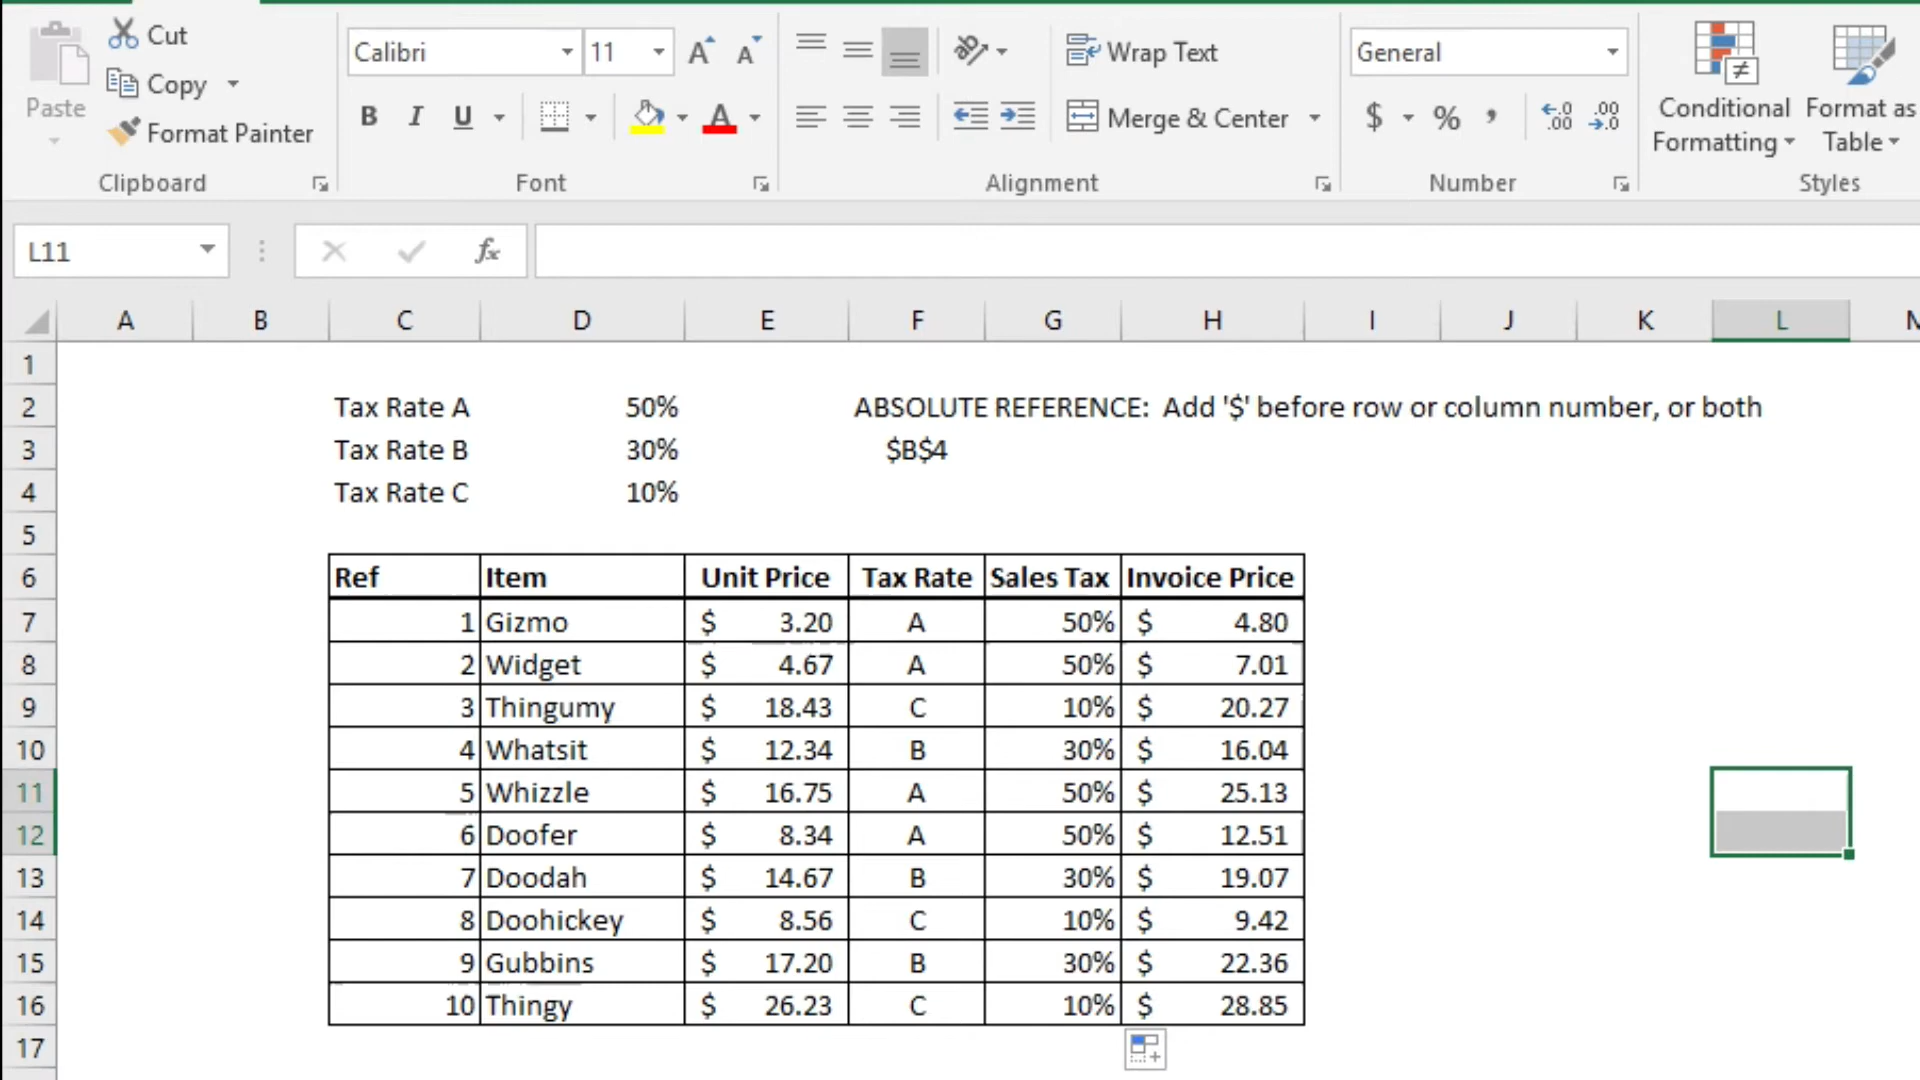 Cut
Copy
Format Painter
Paste
Clipboard
Calibri 11 A A
B I U A
Font
Wrap Text
Merge & Center
Alignment
General
$ % , .0 .00 .00 .0
Number
Conditional Formatting
Format as Table
Styles
L11 fx
A B C D E F G H I J K L
1
2 Tax Rate A 50% ABSOLUTE REFERENCE: Add '$' before row or column number, or both
3 Tax Rate B 30% $B$4
4 Tax Rate C 10%
5
6 Ref Item Unit Price Tax Rate Sales Tax Invoice Price
7 1 Gizmo $ 3.20 A 50% $ 4.80
8 2 Widget $ 4.67 A 50% $ 7.01
9 3 Thingumy $ 18.43 C 10% $ 20.27
10 4 Whatsit $ 12.34 B 30% $ 16.04
11 5 Whizzle $ 16.75 A 50% $ 25.13
12 6 Doofer $ 8.34 A 50% $ 12.51
13 7 Doodah $ 14.67 B 30% $ 19.07
14 8 Doohickey $ 8.56 C 10% $ 9.42
15 9 Gubbins $ 17.20 B 30% $ 22.36
16 10 Thingy $ 26.23 C 10% $ 28.85
17